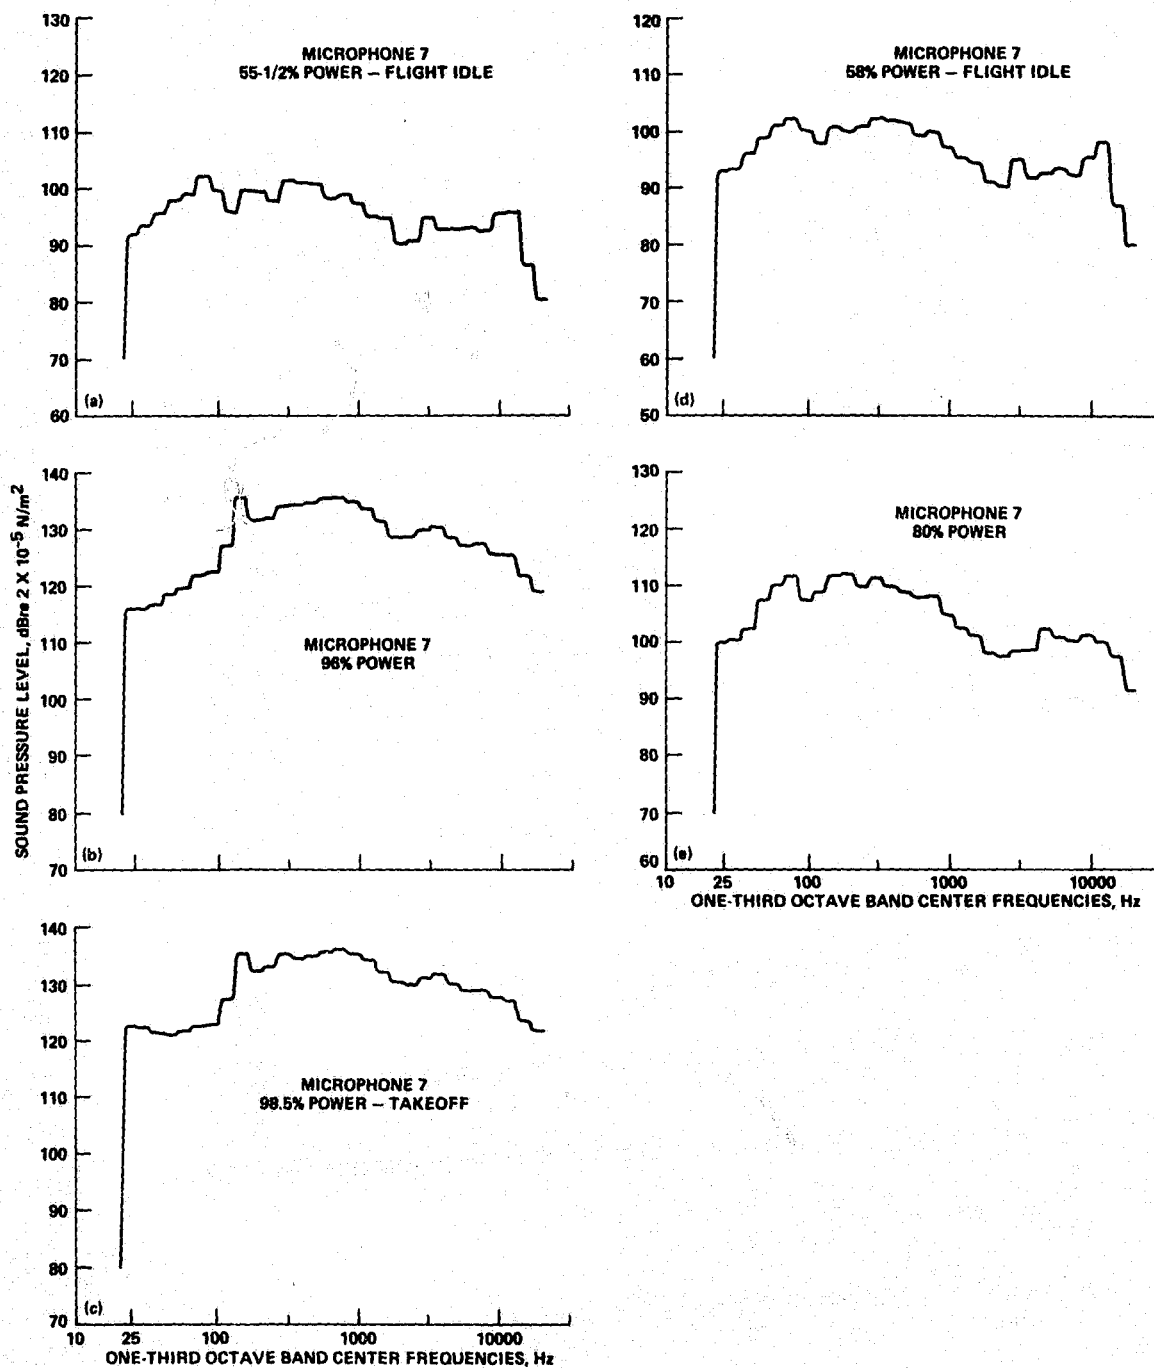 130
120
110
100
90
80
70
60
MICROPHONE 7
55-1/2% POWER – FLIGHT IDLE
(a)
120
110
100
90
80
70
60
50
MICROPHONE 7
58% POWER – FLIGHT IDLE
(d)
SOUND PRESSURE LEVEL, dBre 2 X 10⁻⁵ N/m²
140
130
120
110
100
90
80
70
MICROPHONE 7
96% POWER
(b)
130
120
110
100
90
80
70
60
MICROPHONE 7
80% POWER
(e)
10 25 100 1000 10000
ONE-THIRD OCTAVE BAND CENTER FREQUENCIES, Hz
140
130
120
110
100
90
80
70
MICROPHONE 7
98.5% POWER – TAKEOFF
(c)
10 25 100 1000 10000
ONE-THIRD OCTAVE BAND CENTER FREQUENCIES, Hz